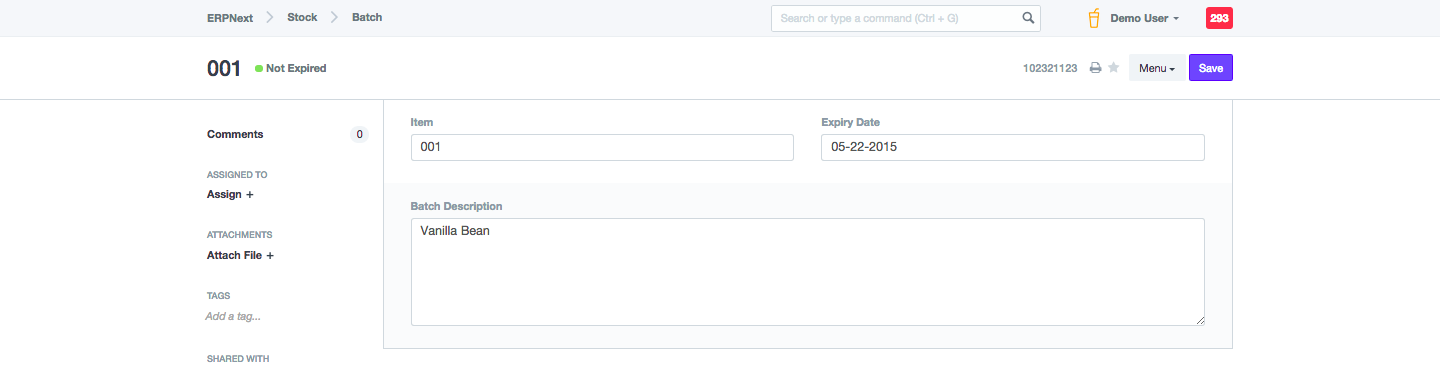 ERPNext Stock Batch Search or type a command (Ctrl + G) Demo User 293
001 Not Expired 102321123 Menu Save
Comments 0
ASSIGNED TO
Assign +
ATTACHMENTS
Attach File +
TAGS
Add a tag...
SHARED WITH
Item
001
Expiry Date
05-22-2015
Batch Description
Vanilla Bean